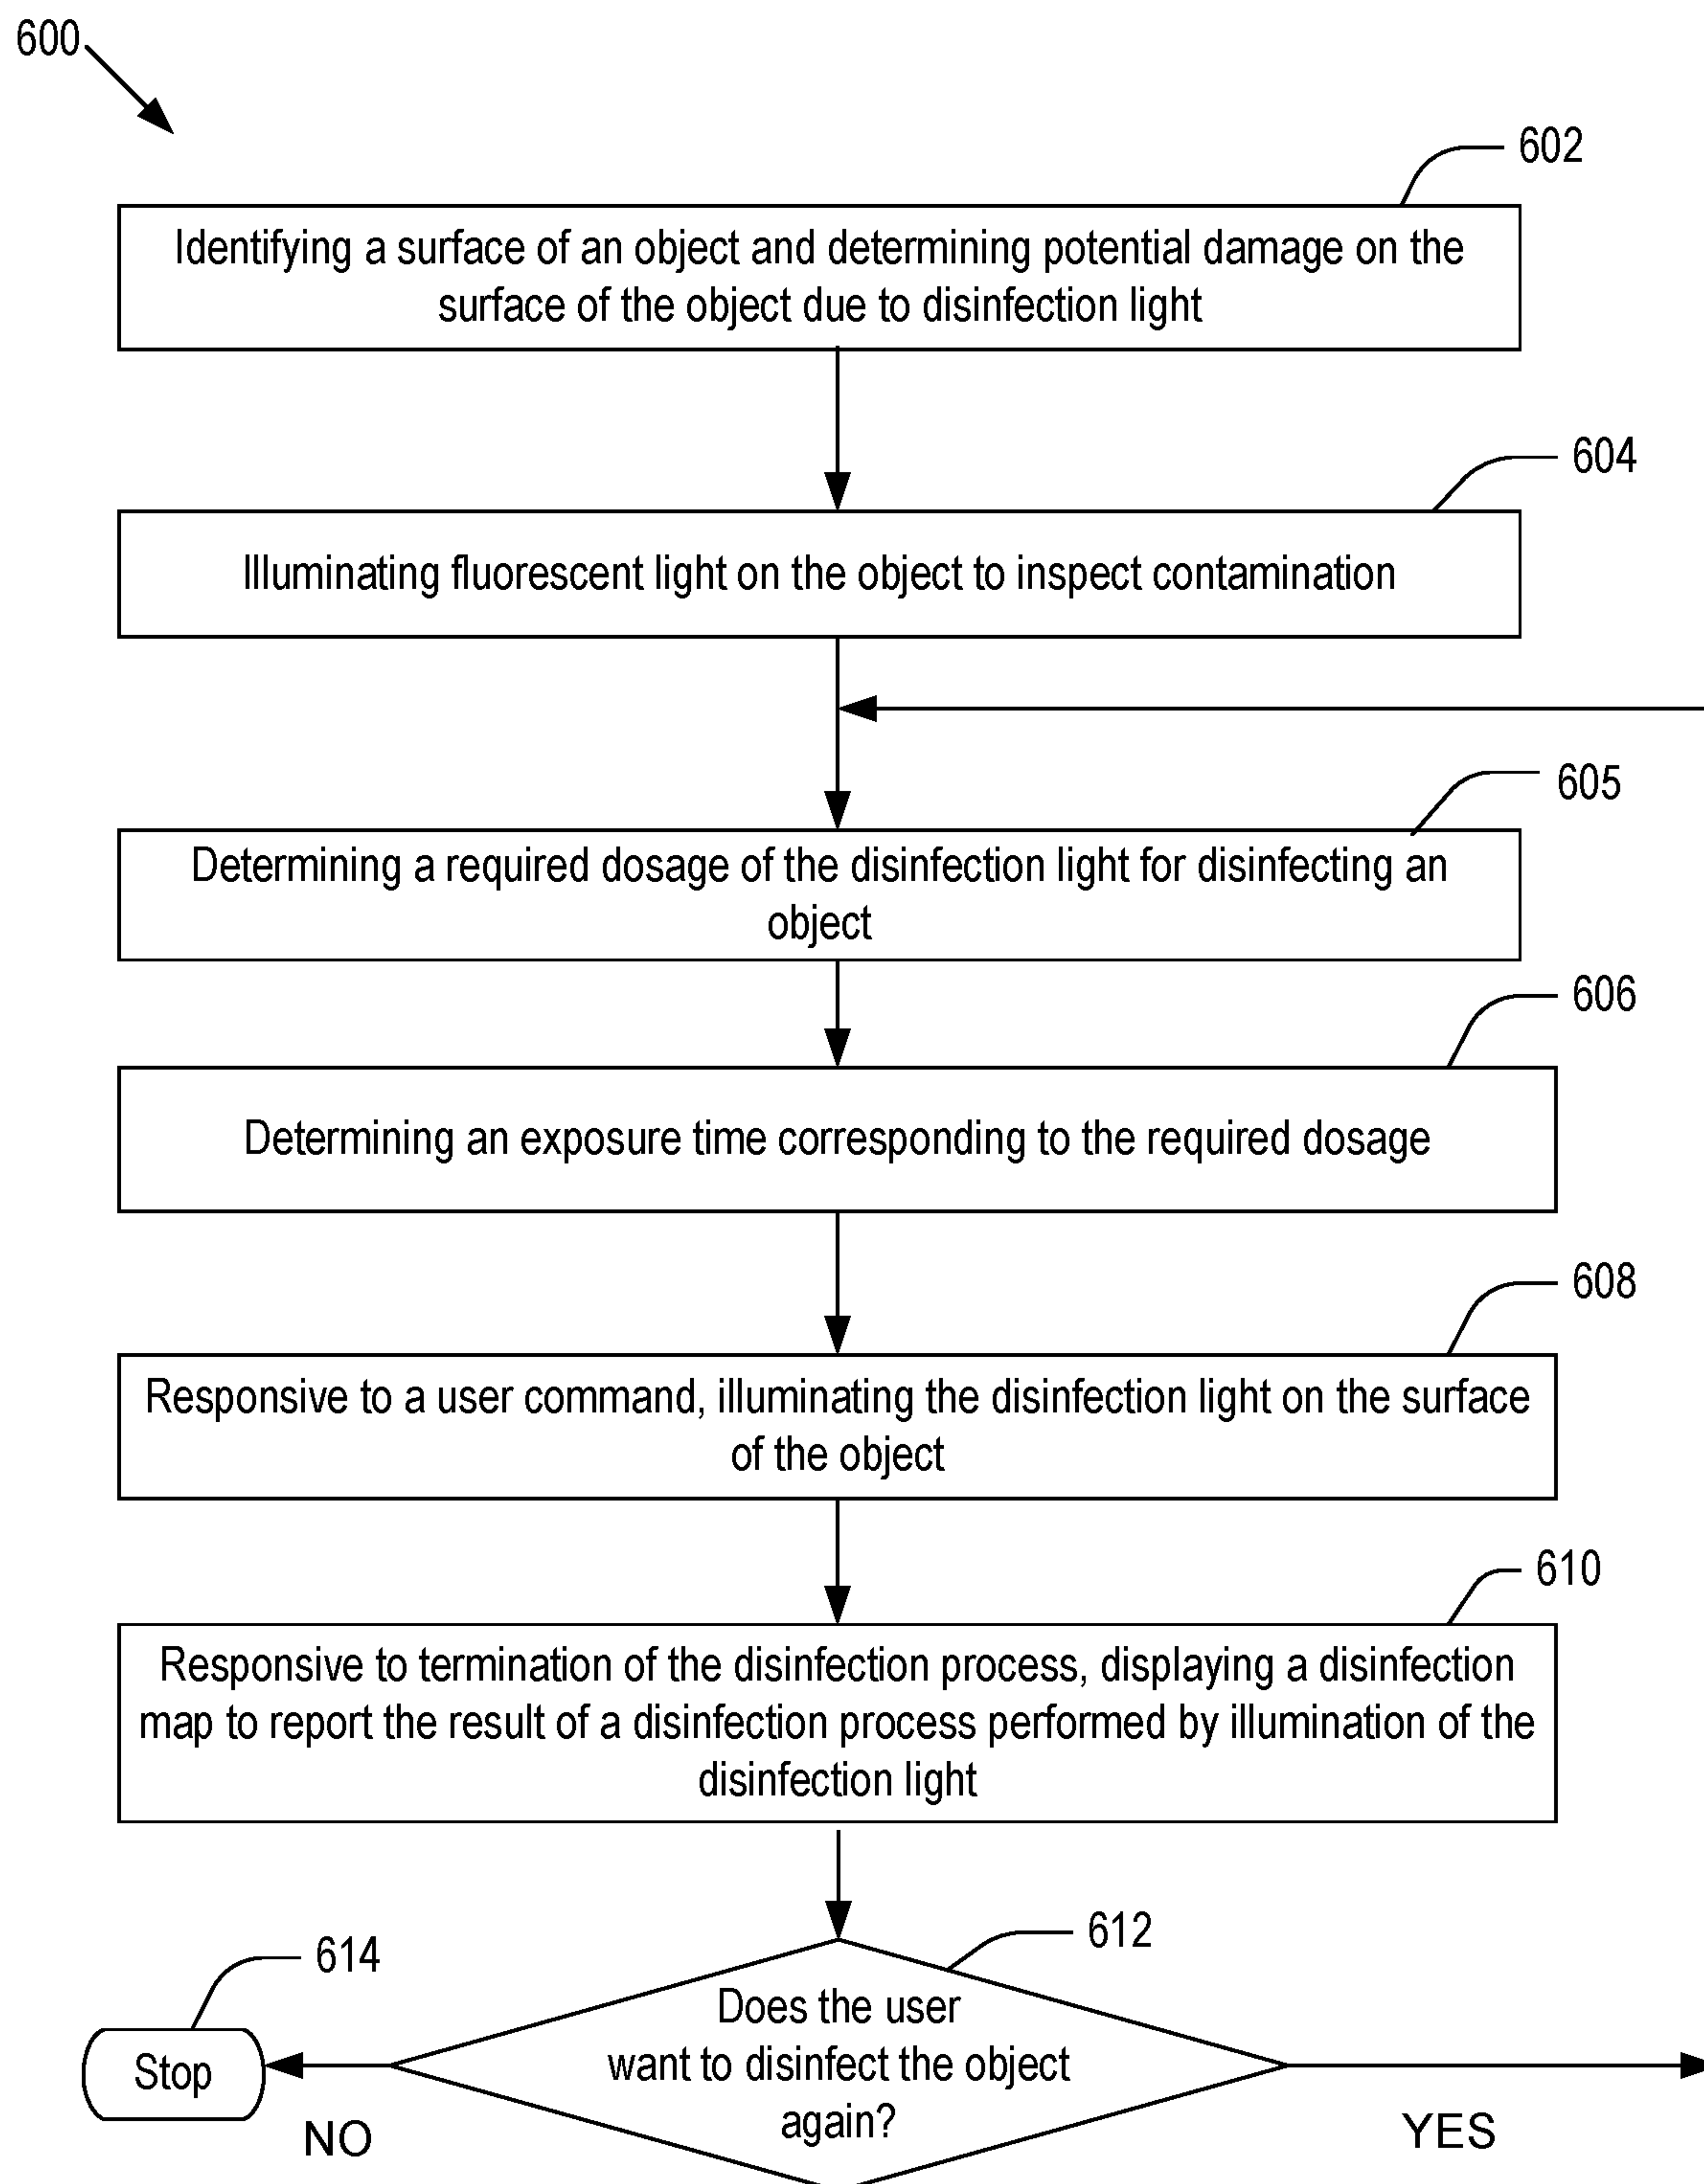 600
602
Identifying a surface of an object and determining potential damage on the
surface of the object due to disinfection light
604
Illuminating fluorescent light on the object to inspect contamination
605
Determining a required dosage of the disinfection light for disinfecting an
object
606
Determining an exposure time corresponding to the required dosage
608
Responsive to a user command, illuminating the disinfection light on the surface
of the object
610
Responsive to termination of the disinfection process, displaying a disinfection
map to report the result of a disinfection process performed by illumination of the
disinfection light
612
614
Does the user
want to disinfect the object
again?
Stop
NO
YES